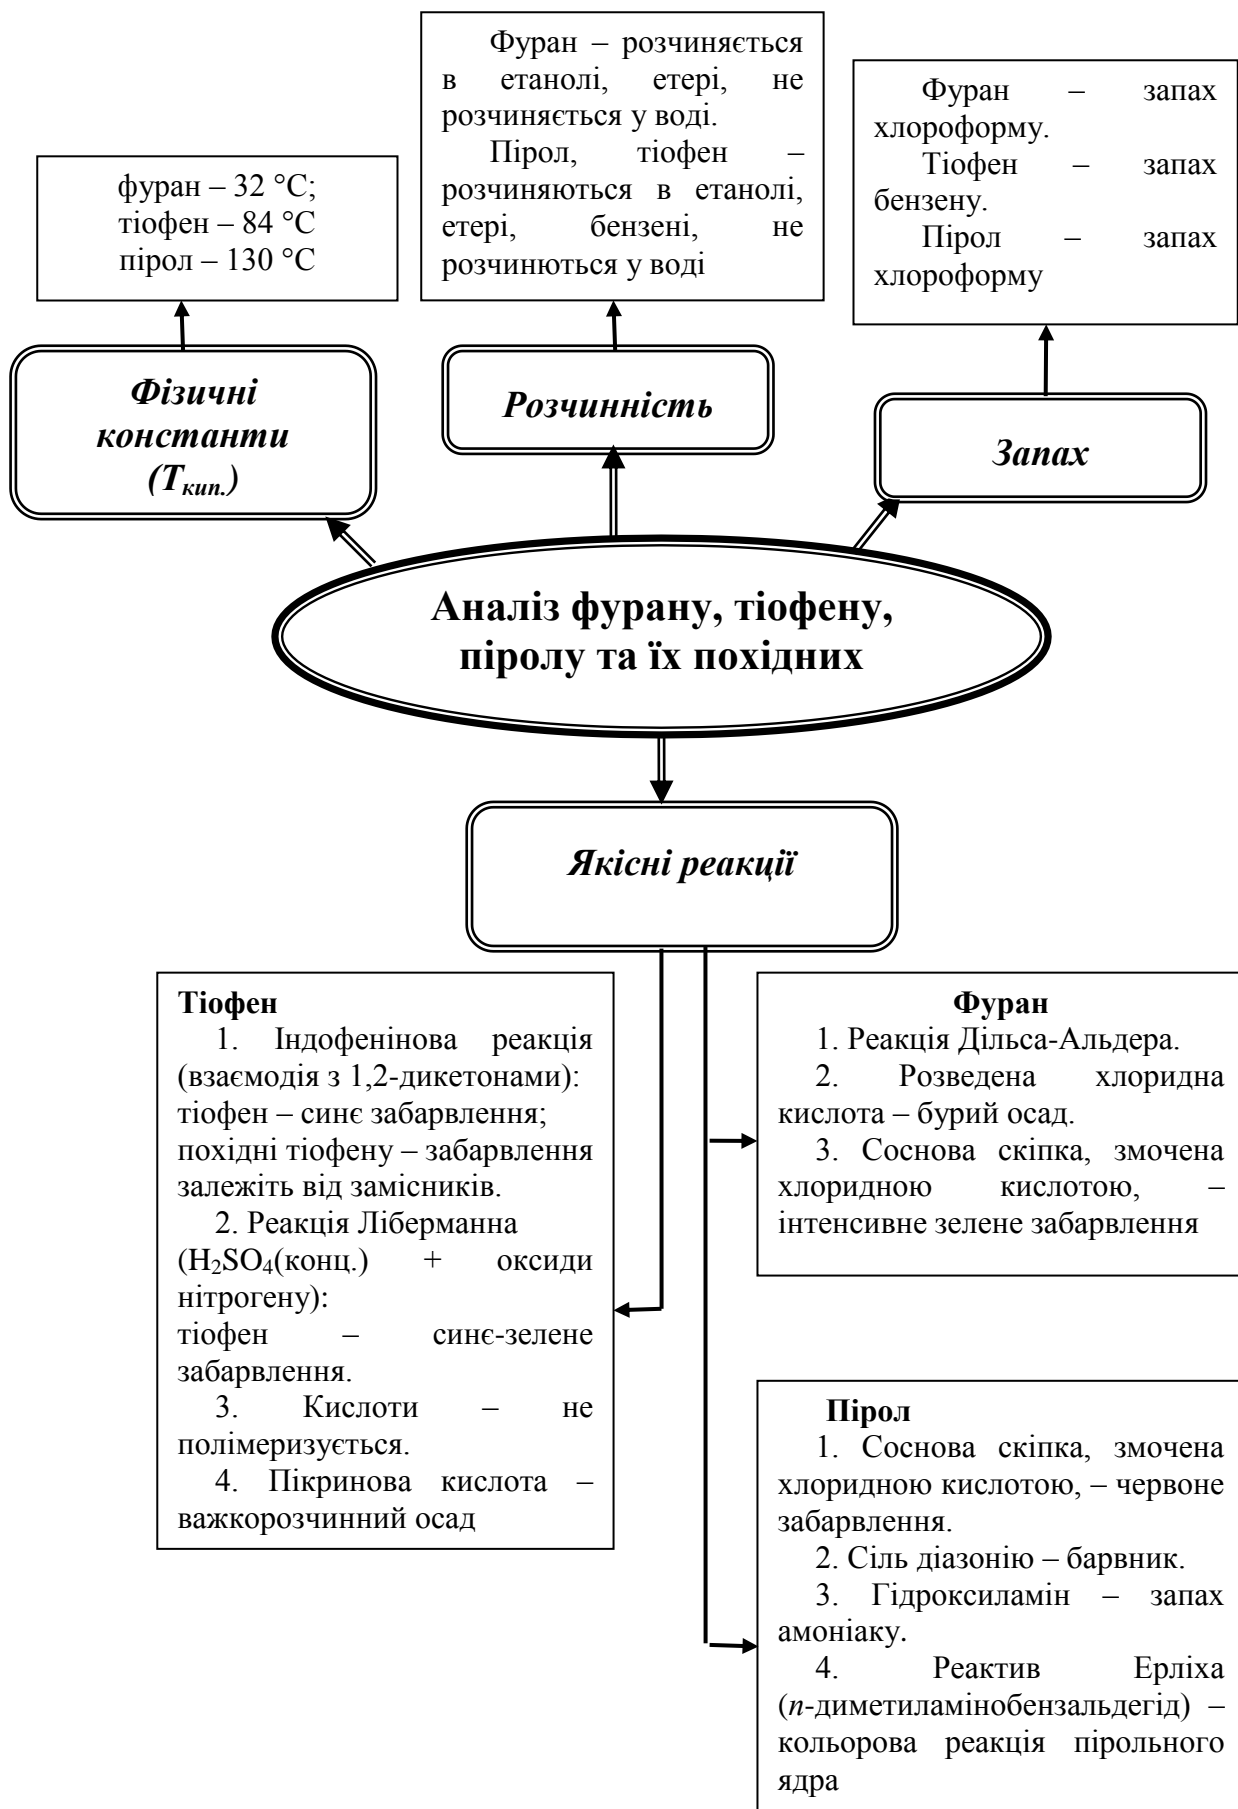 Фуран – розчиняється
в етанолі, етері, не
розчиняється у воді.
Пірол, тіофен –
розчиняються в етанолі,
етері, бензені, не
розчинються у воді
Фуран – запах
хлороформу.
Тіофен – запах
бензену.
Пірол – запах
хлороформу
фуран – 32 °С;
тіофен – 84 °С
пірол – 130 °С
Фізичні
константи
(Ткип.)
Розчинність
Запах
Аналіз фурану, тіофену,
піролу та їх похідних
Якісні реакції
Тіофен
1. Індофенінова реакція
(взаємодія з 1,2-дикетонами):
тіофен – синє забарвлення;
похідні тіофену – забарвлення
залежіть від замісників.
2. Реакція Ліберманна
(H₂SO₄(конц.) + оксиди
нітрогену):
тіофен – синє-зелене
забарвлення.
3. Кислоти – не
полімеризується.
4. Пікринова кислота –
важкорозчинний осад
Фуран
1. Реакція Дільса-Альдера.
2. Розведена хлоридна
кислота – бурий осад.
3. Соснова скіпка, змочена
хлоридною кислотою, –
інтенсивне зелене забарвлення
Пірол
1. Соснова скіпка, змочена
хлоридною кислотою, – червоне
забарвлення.
2. Сіль діазонію – барвник.
3. Гідроксиламін – запах
амоніаку.
4. Реактив Ерліха
(n-диметиламінобензальдегід) –
кольорова реакція пірольного
ядра